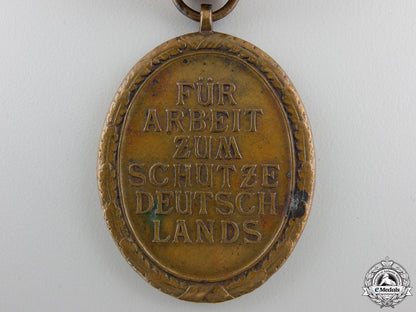 FÜR
ARBEIT
ZUM
SCHUTZE
DEUTSCH
LANDS
eMedals